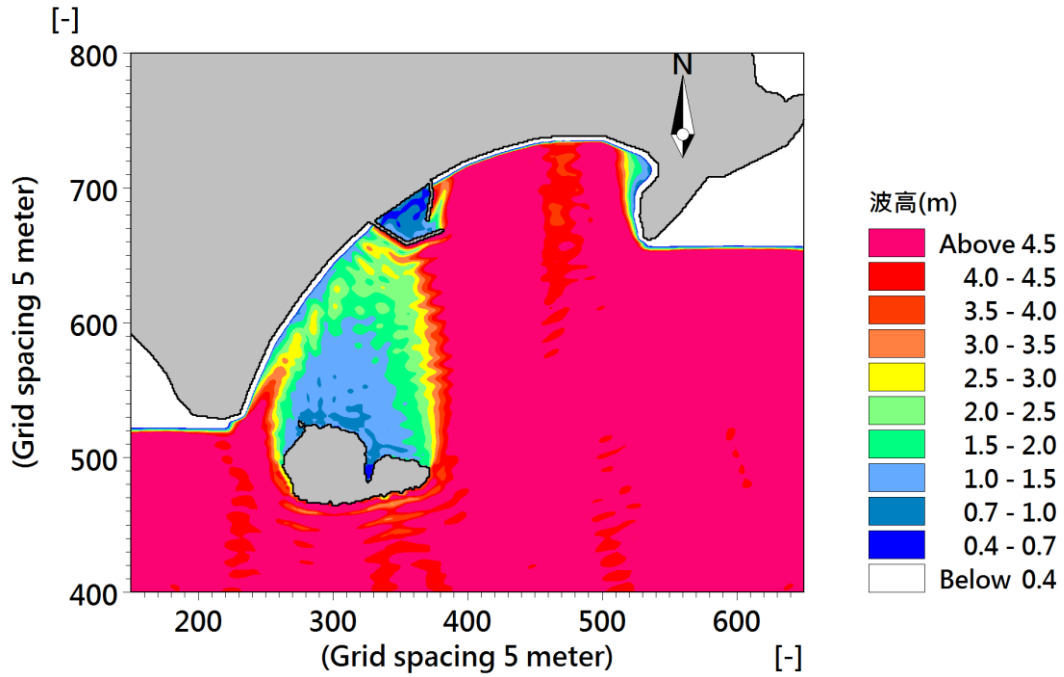 [-]
800
700
600
500
400
(Grid spacing 5 meter)
200
300
400
500
600
(Grid spacing 5 meter)
[-]
N
波高(m)
Above 4.5
4.0 - 4.5
3.5 - 4.0
3.0 - 3.5
2.5 - 3.0
2.0 - 2.5
1.5 - 2.0
1.0 - 1.5
0.7 - 1.0
0.4 - 0.7
Below 0.4